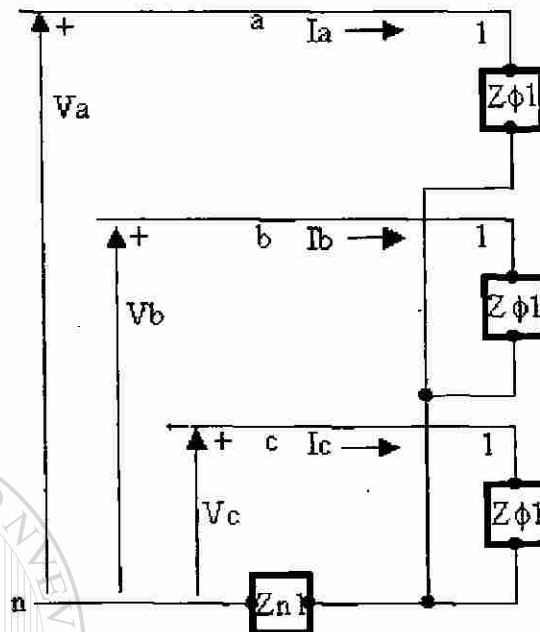 + a Ia 1
Zϕ1
Va
+ b Ib 1
Vb
Zϕ1
+ c Ic 1
Vc
Zϕ1
n Zn1